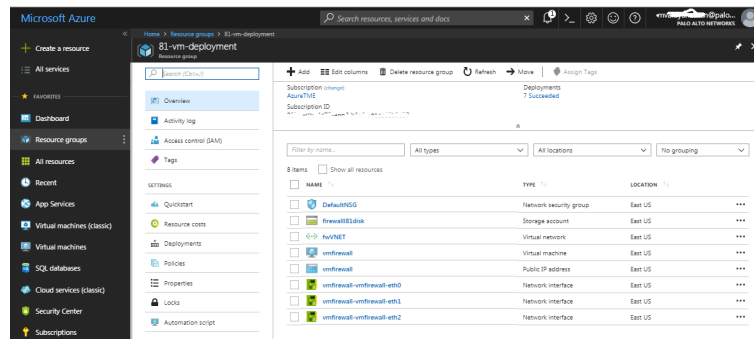 Microsoft Azure
Search resources, services and docs
PALO ALTO NETWORKS
Create a resource
All services
FAVORITES
Dashboard
Resource groups
All resources
Recent
App Services
Virtual machines (classic)
Virtual machines
SQL databases
Cloud services (classic)
Security Center
Subscriptions
Home > Resource groups > 81-vm-deployment
81-vm-deployment
Resource group
Search (Ctrl+/)
Overview
Activity log
Access control (IAM)
Tags
SETTINGS
Quickstart
Resource costs
Deployments
Policies
Properties
Locks
Automation script
Add Edit columns Delete resource group Refresh Move Assign Tags
Subscription (change) Deployments
AzureTME 7 Succeeded
Subscription ID
Filter by name... All types All locations No grouping
8 items Show all resources
NAME TYPE LOCATION
DefaultNSG Network security group East US
firewall81disk Storage account East US
fwVNET Virtual network East US
vmfirewall Virtual machine East US
vmfirewall Public IP address East US
vmfirewall-vmfirewall-eth0 Network interface East US
vmfirewall-vmfirewall-eth1 Network interface East US
vmfirewall-vmfirewall-eth2 Network interface East US